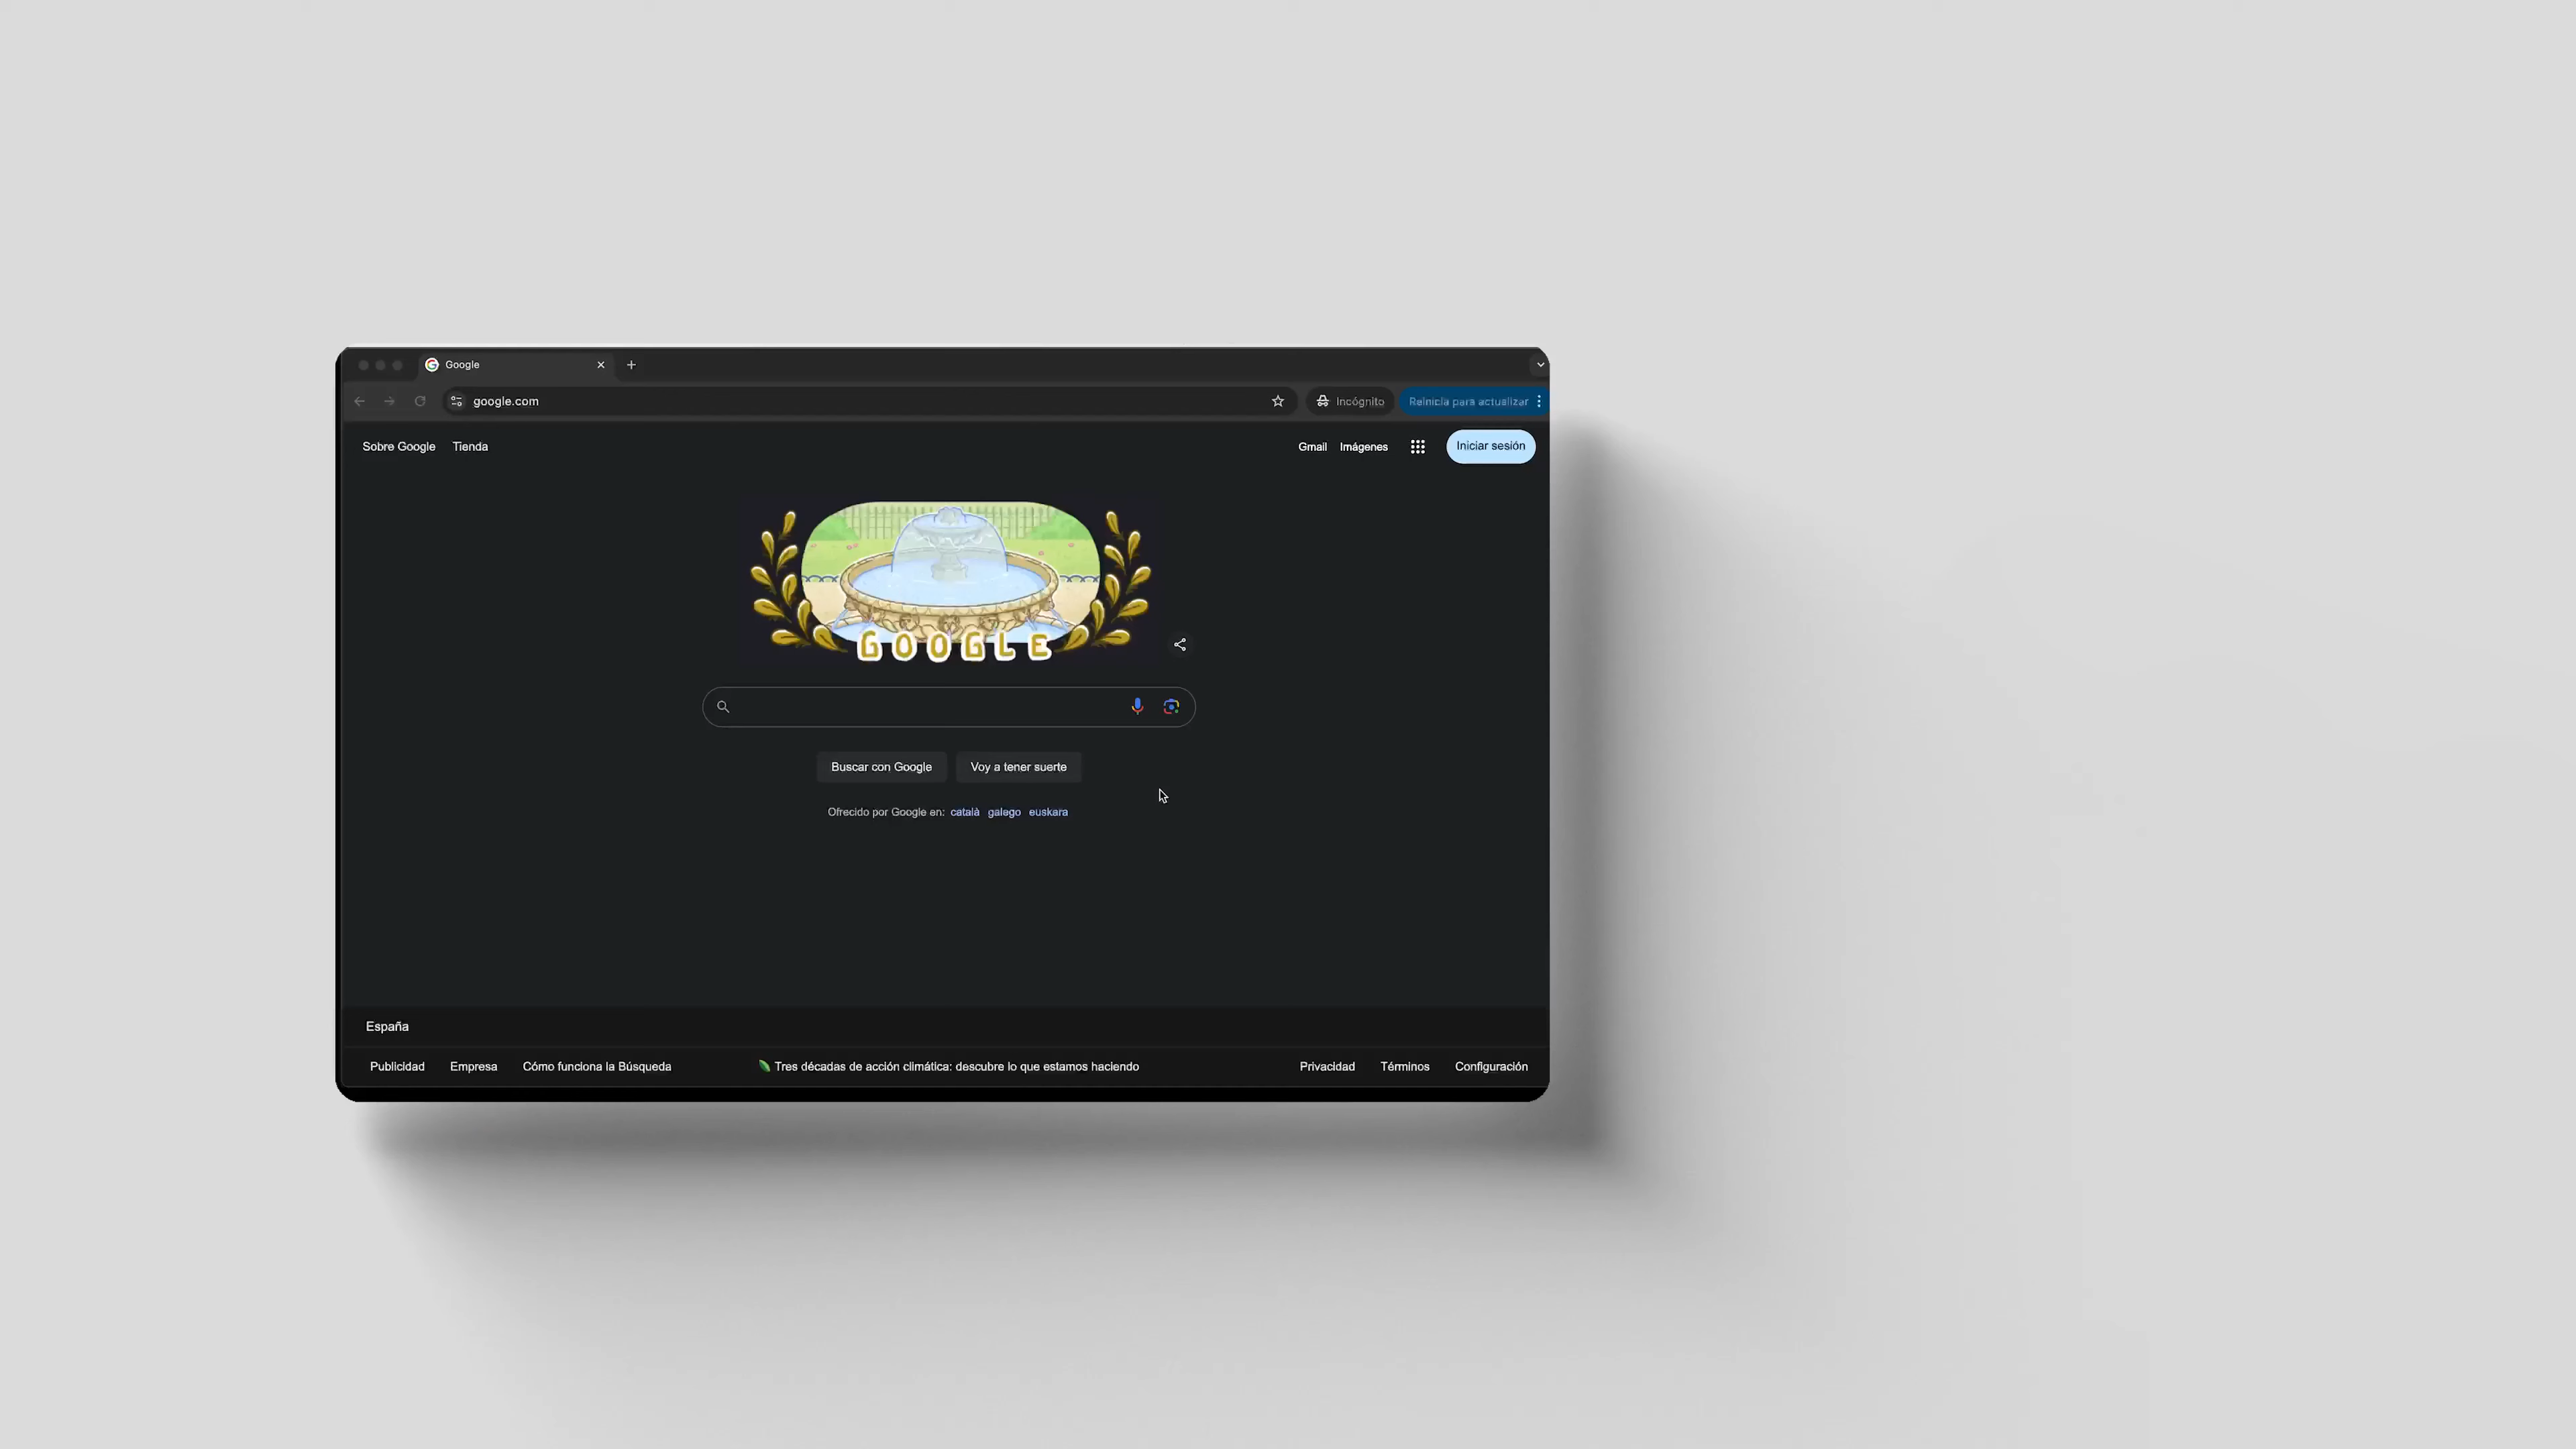 Google
google.com
Incógnito
Reinicia para actualizar
Sobre Google Tienda
Gmail Imágenes
Iniciar sesión
GOOGLE
Buscar con Google Voy a tener suerte
Ofrecido por Google en: català galego euskara
España
Publicidad Empresa Cómo funciona la Búsqueda
Tres décadas de acción climática: descubre lo que estamos haciendo
Privacidad Términos Configuración